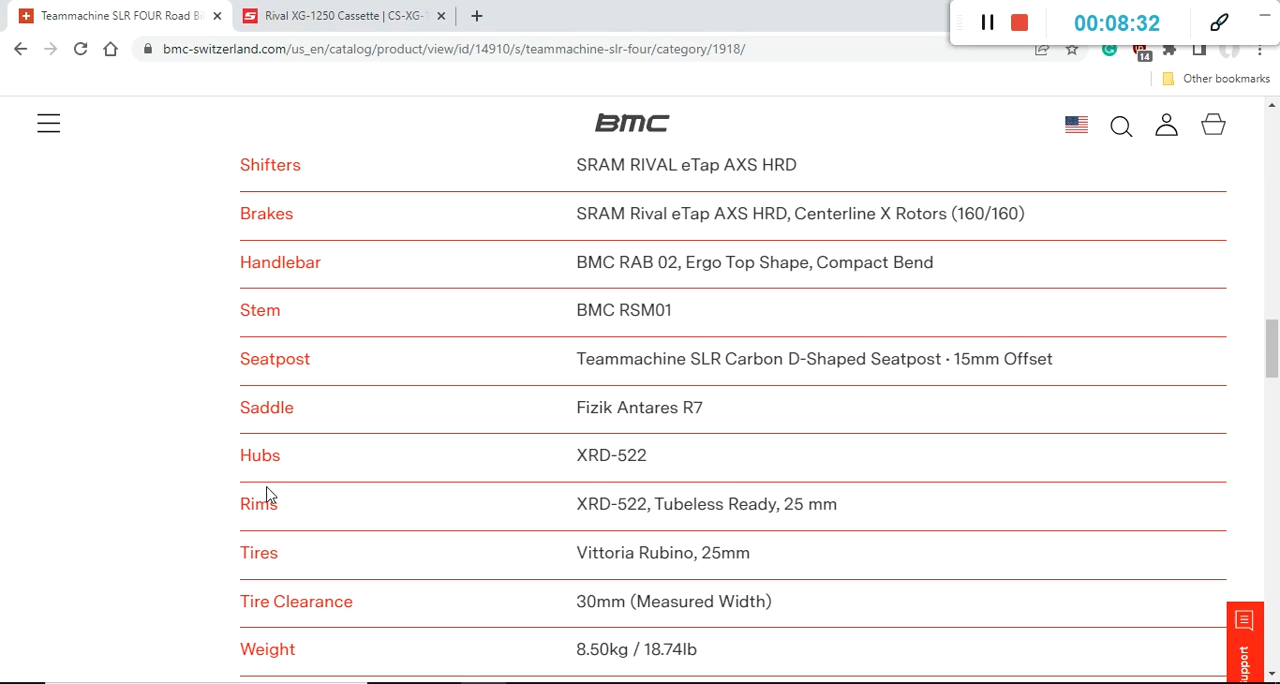 Teammachine SLR FOUR Road Bi
Rival XG-1250 Cassette | CS-XG-
00:08:32
bmc-switzerland.com/us_en/catalog/product/view/id/14910/s/teammachine-slr-four/category/1918/
14
Other bookmarks
BMC
Shifters SRAM RIVAL eTap AXS HRD
Brakes SRAM Rival eTap AXS HRD, Centerline X Rotors (160/160)
Handlebar BMC RAB 02, Ergo Top Shape, Compact Bend
Stem BMC RSM01
Seatpost Teammachine SLR Carbon D-Shaped Seatpost · 15mm Offset
Saddle Fizik Antares R7
Hubs XRD-522
Rims XRD-522, Tubeless Ready, 25 mm
Tires Vittoria Rubino, 25mm
Tire Clearance 30mm (Measured Width)
Weight 8.50kg / 18.74lb
upport